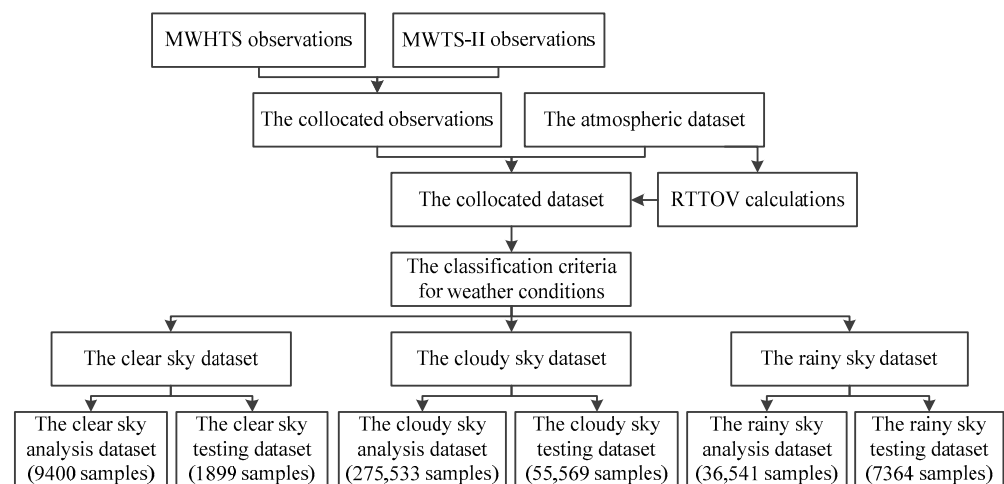 MWHTS observations
MWTS-II observations
The collocated observations
The atmospheric dataset
The collocated dataset
RTTOV calculations
The classification criteria
for weather conditions
The clear sky dataset
The cloudy sky dataset
The rainy sky dataset
The clear sky
analysis dataset
(9400 samples)
The clear sky
testing dataset
(1899 samples)
The cloudy sky
analysis dataset
(275,533 samples)
The cloudy sky
testing dataset
(55,569 samples)
The rainy sky
analysis dataset
(36,541 samples)
The rainy sky
testing dataset
(7364 samples)